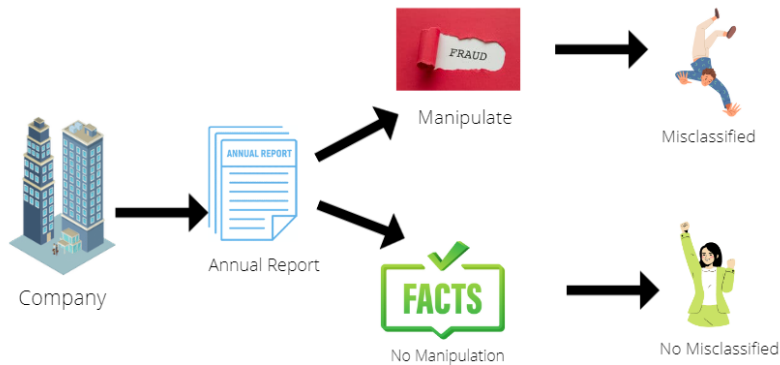 FRAUD
Manipulate
Misclassified
ANNUAL REPORT
Annual Report
Company
FACTS
No Manipulation
No Misclassified